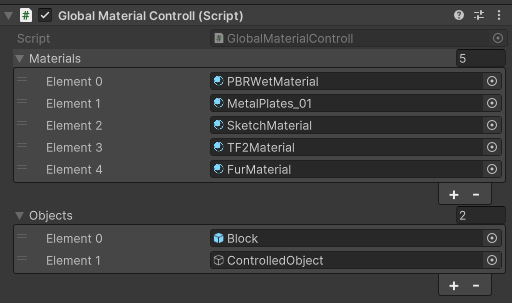 Global Material Controll (Script)
Script GlobalMaterialControll
Materials 5
Element 0 PBRWetMaterial
Element 1 MetalPlates_01
Element 2 SketchMaterial
Element 3 TF2Material
Element 4 FurMaterial
+ -
Objects 2
Element 0 Block
Element 1 ControlledObject
+ -